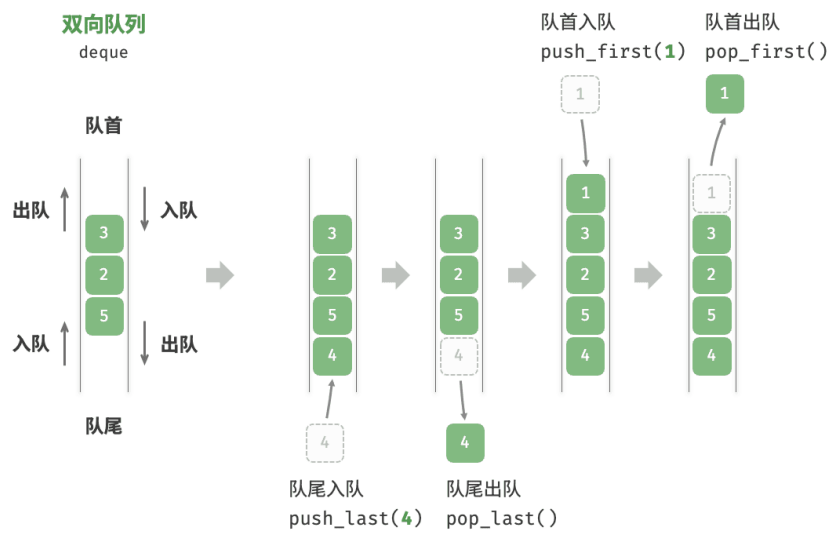 双向队列
deque
队首
出队
入队
3
2
5
入队
出队
队尾
3
2
5
4
4
队尾入队
push_last(4)
3
2
5
4
4
队尾出队
pop_last()
队首入队
push_first(1)
1
1
3
2
5
4
队首出队
pop_first()
1
1
3
2
5
4